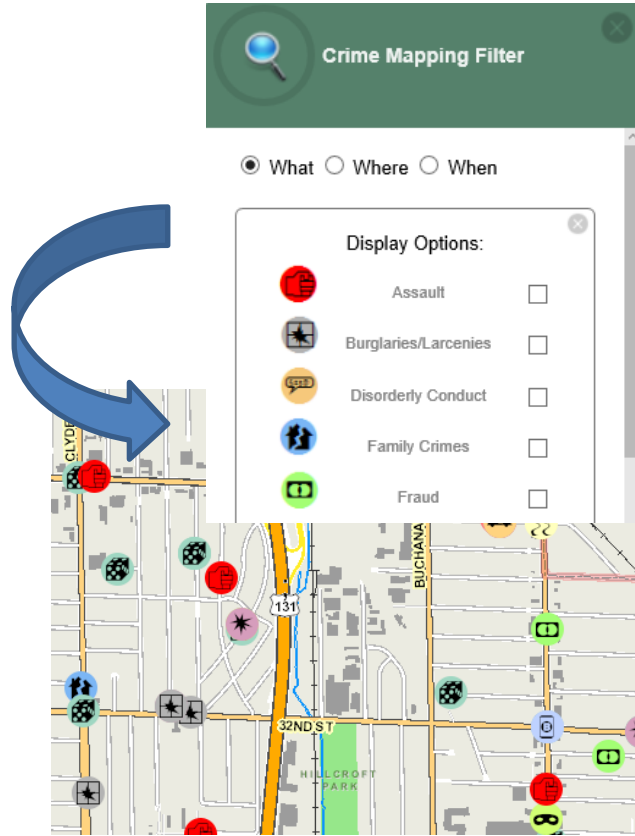 Crime Mapping Filter
What Where When
Display Options:
Assault
Burglaries/Larcenies
Disorderly Conduct
Family Crimes
Fraud
CLYDE
BUCHANA
131
32ND ST
HILLCROFT
PARK